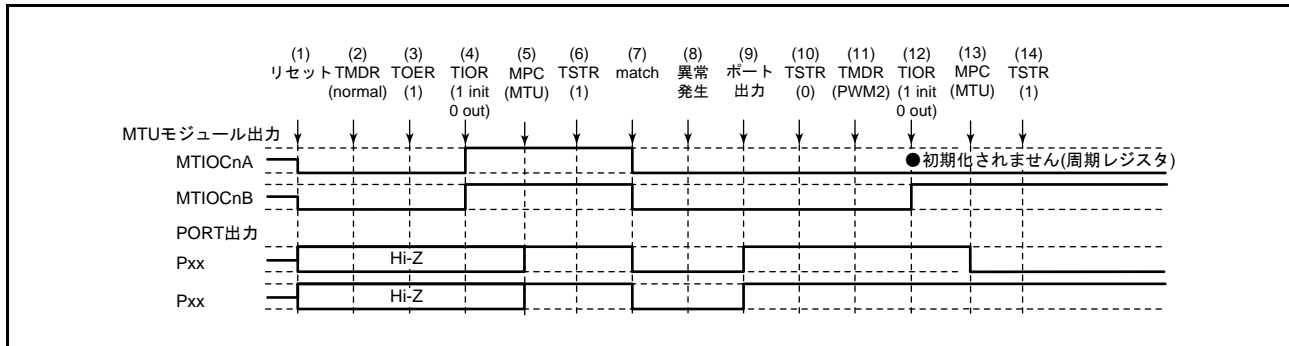 (1) (2) (3) (4) (5) (6) (7) (8) (9) (10) (11) (12) (13) (14)
リセット TMDR TOER TIOR MPC TSTR match 異常 ポート TSTR TMDR TIOR MPC TSTR
(normal) (1) (1 init (MTU) (1) 発生 出力 (0) (PWM2) (1 init (MTU) (1)
0 out) 0 out)
MTUモジュール出力
MTIOCnA ●初期化されません(周期レジスタ)
MTIOCnB
PORT出力
Pxx Hi-Z
Pxx Hi-Z